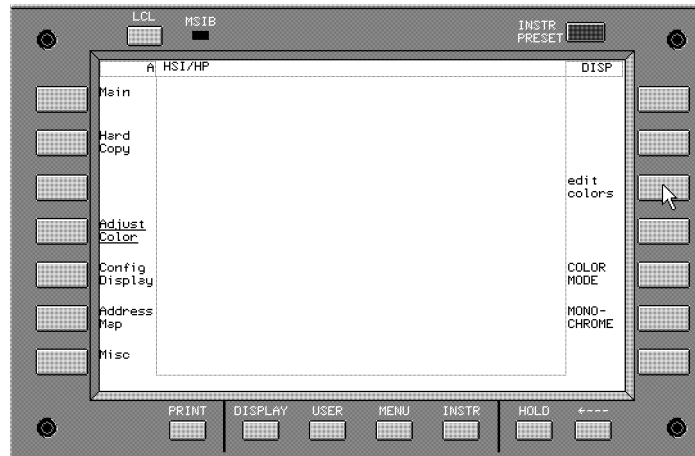 LCL MSIB INSTR
PRESET
A HSI/HP DISP
Main
Hard
Copy
edit
colors
Adjust
Color
Config
Display
COLOR
MODE
Address
Map
MONO-
CHROME
Misc
PRINT DISPLAY USER MENU INSTR HOLD <---